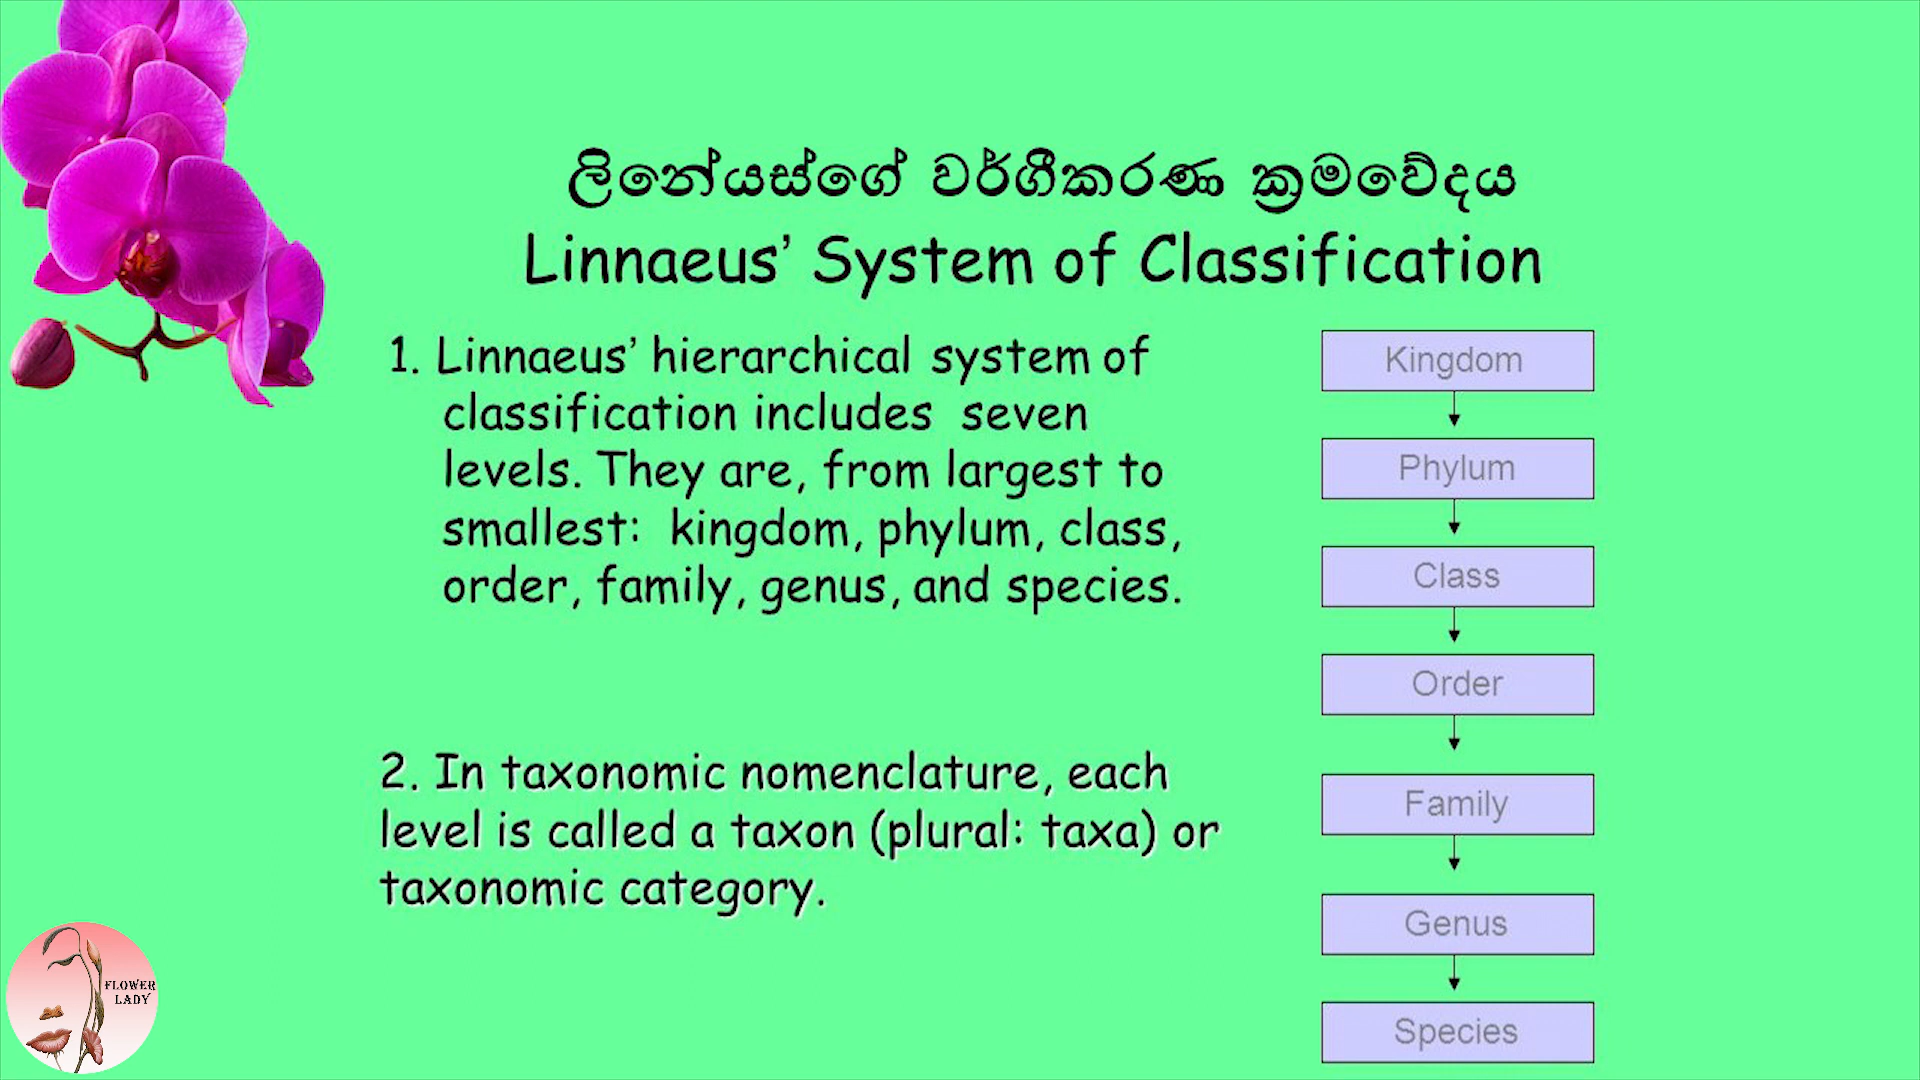 ලිනේයස්ගේ වර්ගීකරණ ක්‍රමවේදය
Linnaeus’ System of Classification
1. Linnaeus’ hierarchical system of
classification includes seven
levels. They are, from largest to
smallest: kingdom, phylum, class,
order, family, genus, and species.
2. In taxonomic nomenclature, each
level is called a taxon (plural: taxa) or
taxonomic category.
Kingdom
Phylum
Class
Order
Family
Genus
Species
FLOWER
LADY